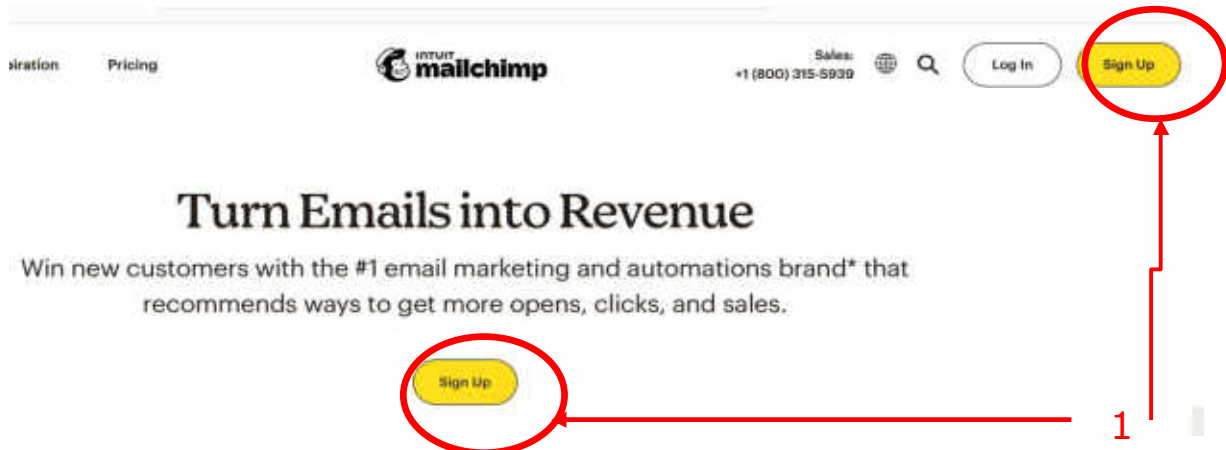 piration Pricing
INTUIT
mailchimp
Sales:
+1 (800) 315-5939
Log In
Sign Up
Turn Emails into Revenue
Win new customers with the #1 email marketing and automations brand* that
recommends ways to get more opens, clicks, and sales.
Sign Up
1